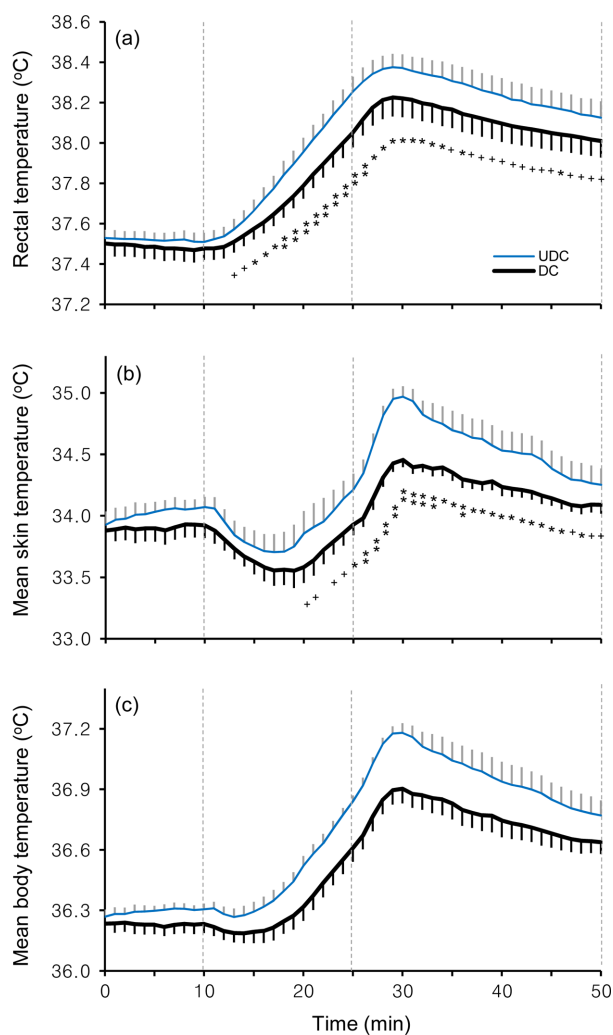 38.6
(a)
38.4
38.2
38.0
37.8
37.6
37.4
37.2
Rectal temperature (ºC)
UDC
DC
(b)
35.0
34.5
34.0
33.5
33.0
Mean skin temperature (ºC)
(c)
37.2
36.9
36.6
36.3
36.0
Mean body temperature (ºC)
0 10 20 30 40 50
Time (min)